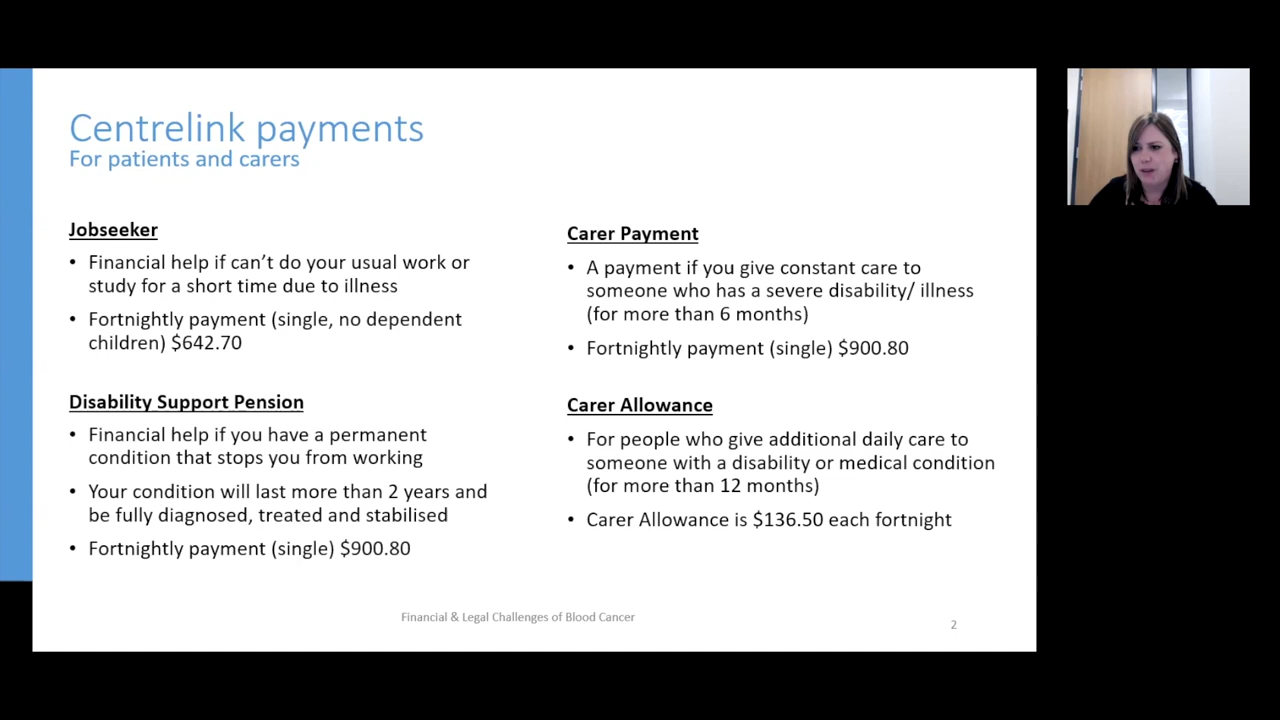 Centrelink payments
For patients and carers
Jobseeker
• Financial help if can’t do your usual work or
study for a short time due to illness
• Fortnightly payment (single, no dependent
children) $642.70
Disability Support Pension
• Financial help if you have a permanent
condition that stops you from working
• Your condition will last more than 2 years and
be fully diagnosed, treated and stabilised
• Fortnightly payment (single) $900.80
Carer Payment
• A payment if you give constant care to
someone who has a severe disability/ illness
(for more than 6 months)
• Fortnightly payment (single) $900.80
Carer Allowance
• For people who give additional daily care to
someone with a disability or medical condition
(for more than 12 months)
• Carer Allowance is $136.50 each fortnight
Financial & Legal Challenges of Blood Cancer
2